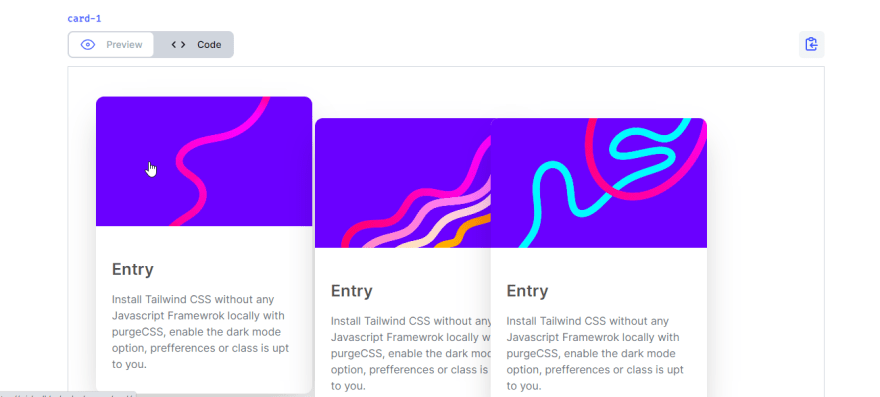 card-1
Preview
Code
Entry
Install Tailwind CSS without any
Javascript Framewrok locally with
purgeCSS, enable the dark mode
option, prefferences or class is upt
to you.
Entry
Install Tailwind CSS without any
Javascript Framewrok locally w
purgeCSS, enable the dark mo
option, prefferences or class is
to you.
Entry
Install Tailwind CSS without any
Javascript Framewrok locally with
purgeCSS, enable the dark mode
option, prefferences or class is upt
to you.